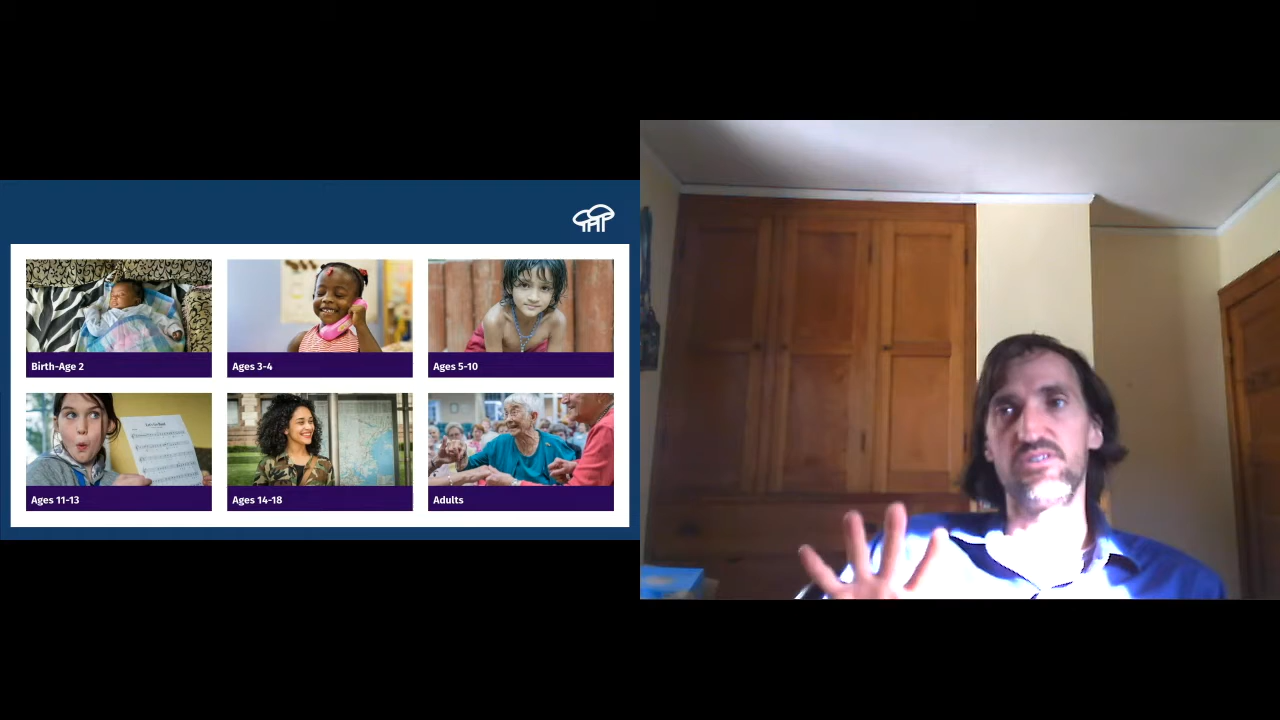 Birth-Age 2
Ages 3-4
Ages 5-10
Ages 11-13
Ages 14-18
Adults